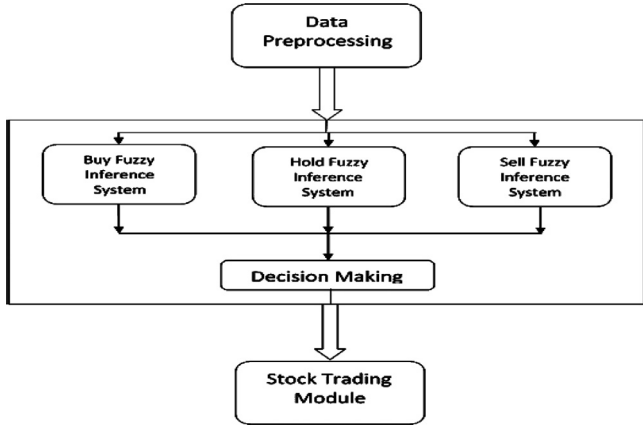 Data
Preprocessing
Buy Fuzzy
Inference
System
Hold Fuzzy
Inference
System
Sell Fuzzy
Inference
System
Decision Making
Stock Trading
Module